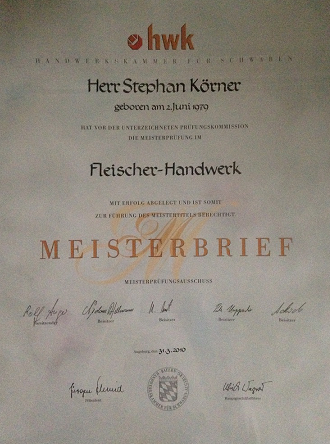 hwk
HANDWERKSKAMMER FÜR SCHWABEN
Herr Stephan Körner
geboren am 2. Juni 1979
HAT VOR DER UNTERZEICHNETEN PRÜFUNGSKOMMISSION
DIE MEISTERPRÜFUNG IM
Fleischer-Handwerk
MIT ERFOLG ABGELEGT UND IST SOMIT
ZUR FÜHRUNG DES MEISTERTITELS BERECHTIGT
MEISTERBRIEF
MEISTERPRÜFUNGSAUSSCHUSS
Beisitzer Beisitzer Beisitzer Beisitzer
31.3.2010
Präsident Hauptgeschäftsführer